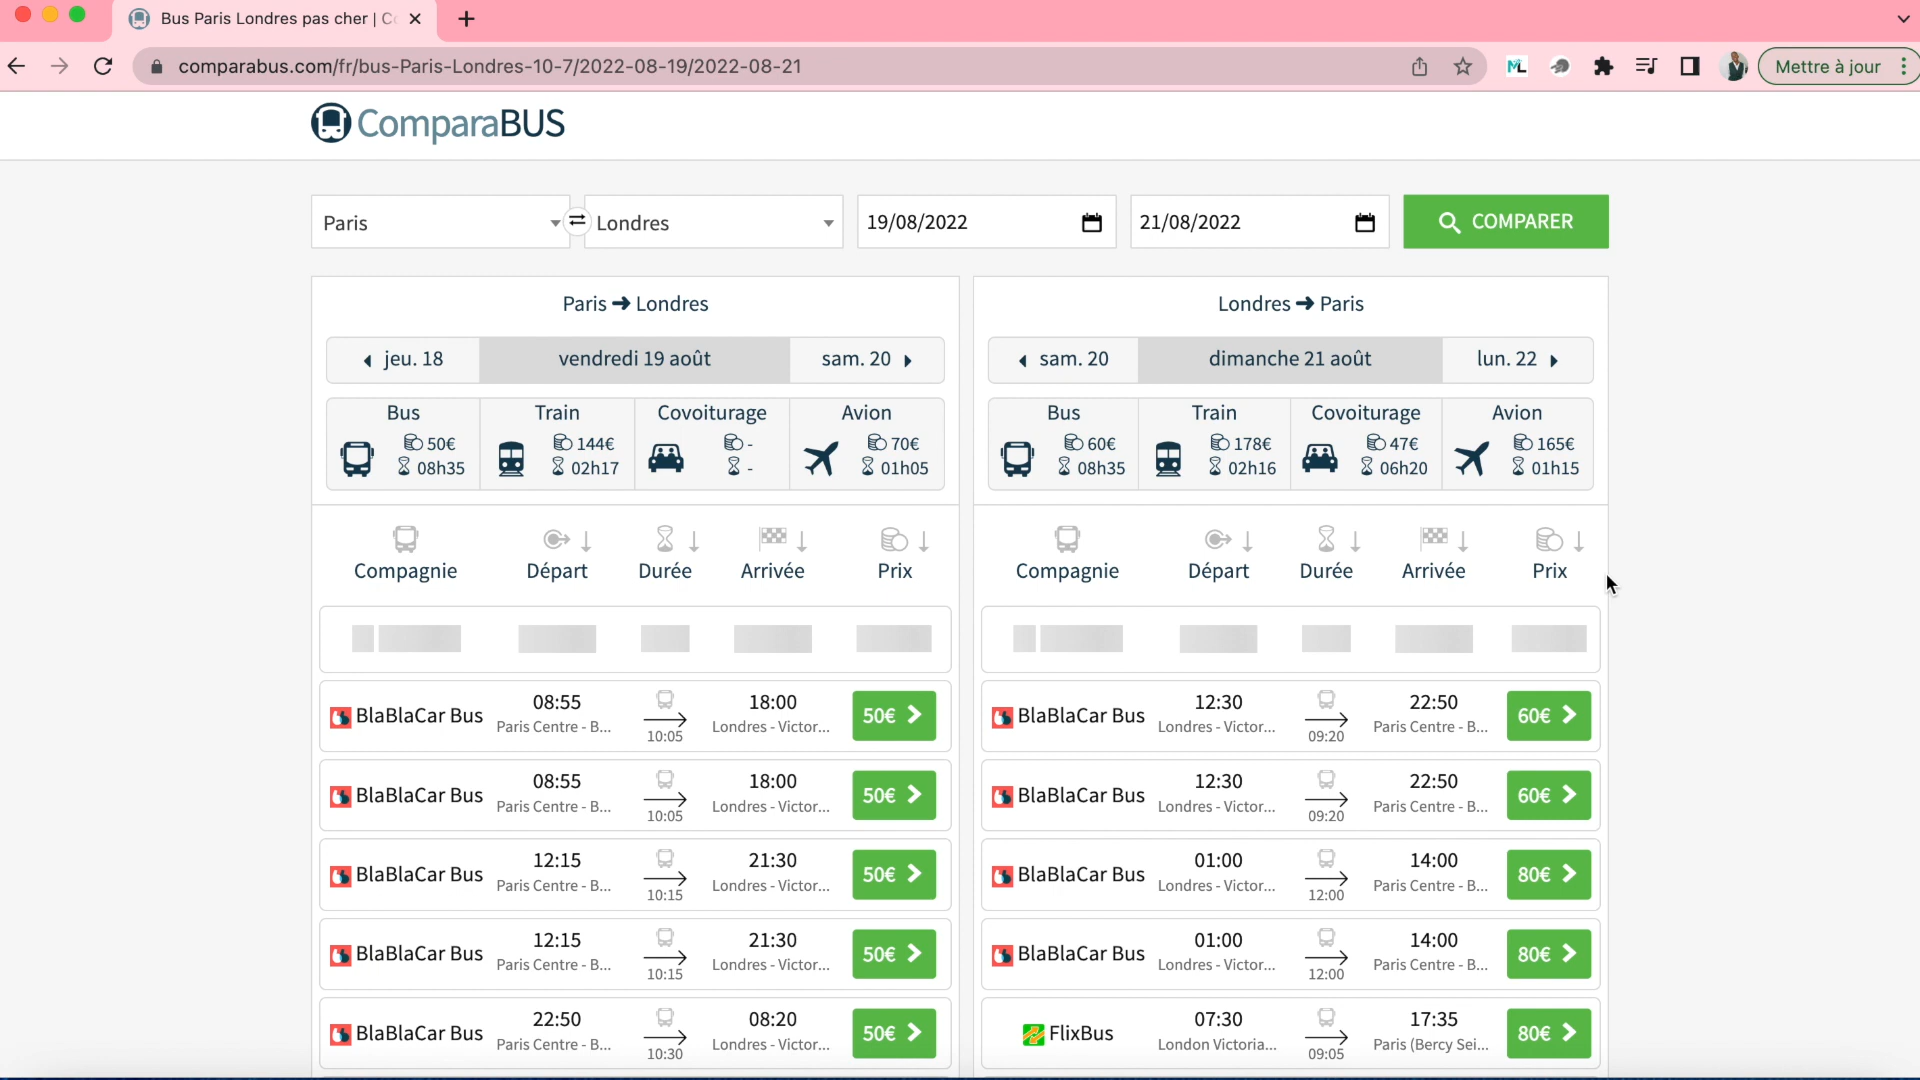 Bus Paris Londres pas cher | C
comparabus.com/fr/bus-Paris-Londres-10-7/2022-08-19/2022-08-21
Mettre à jour
ComparaBUS
Paris
Londres
19/08/2022
21/08/2022
COMPARER
Paris ➔ Londres
jeu. 18
vendredi 19 août
sam. 20
Bus
50€
08h35
Train
144€
02h17
Covoiturage
-
-
Avion
70€
01h05
Compagnie
Départ
Durée
Arrivée
Prix
BlaBlaCar Bus
08:55
Paris Centre - B...
10:05
18:00
Londres - Victor...
50€
BlaBlaCar Bus
08:55
Paris Centre - B...
10:05
18:00
Londres - Victor...
50€
BlaBlaCar Bus
12:15
Paris Centre - B...
10:15
21:30
Londres - Victor...
50€
BlaBlaCar Bus
12:15
Paris Centre - B...
10:15
21:30
Londres - Victor...
50€
BlaBlaCar Bus
22:50
Paris Centre - B...
10:30
08:20
Londres - Victor...
50€
Londres ➔ Paris
sam. 20
dimanche 21 août
lun. 22
Bus
60€
08h35
Train
178€
02h16
Covoiturage
47€
06h20
Avion
165€
01h15
Compagnie
Départ
Durée
Arrivée
Prix
BlaBlaCar Bus
12:30
Londres - Victor...
09:20
22:50
Paris Centre - B...
60€
BlaBlaCar Bus
12:30
Londres - Victor...
09:20
22:50
Paris Centre - B...
60€
BlaBlaCar Bus
01:00
Londres - Victor...
12:00
14:00
Paris Centre - B...
80€
BlaBlaCar Bus
01:00
Londres - Victor...
12:00
14:00
Paris Centre - B...
80€
FlixBus
07:30
London Victoria...
09:05
17:35
Paris (Bercy Sei...
80€